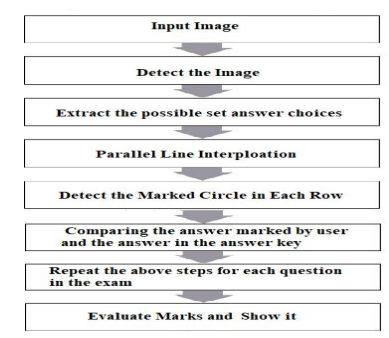 Input Image
Detect the Image
Extract the possible set answer choices
Parallel Line Interploation
Detect the Marked Circle in Each Row
Comparing the answer marked by user
and the answer in the answer key
Repeat the above steps for each question
in the exam
Evaluate Marks and Show it